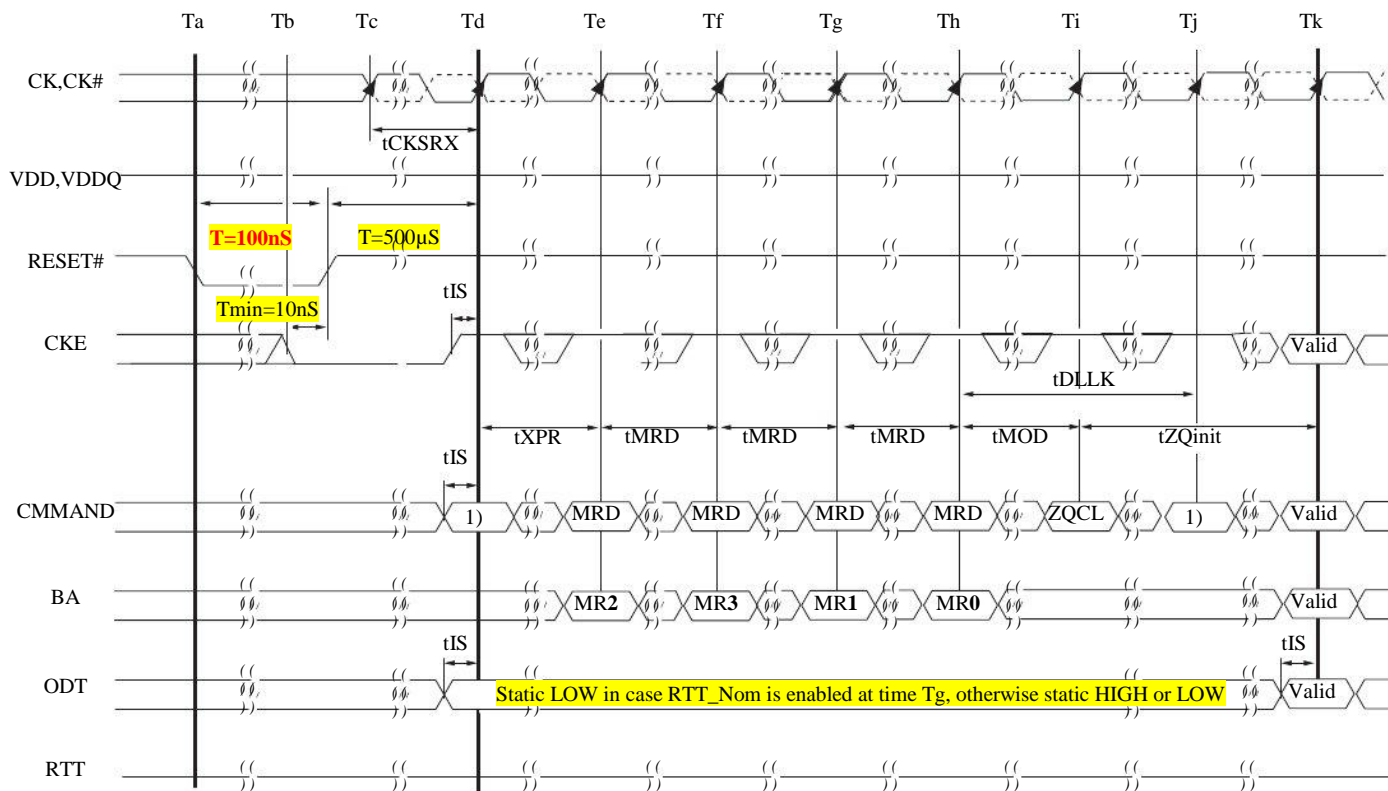 Ta Tb Tc Td Te Tf Tg Th Ti Tj Tk
CK,CK#
tCKSRX
VDD,VDDQ
T=100nS T=500µS
RESET#
Tmin=10nS tIS
CKE Valid
tDLLK
tXPR tMRD tMRD tMRD tMOD tZQinit
tIS
CMMAND 1) MRD MRD MRD MRD ZQCL 1) Valid
BA MR2 MR3 MR1 MR0 Valid
tIS tIS
ODT Static LOW in case RTT_Nom is enabled at time Tg, otherwise static HIGH or LOW Valid
RTT